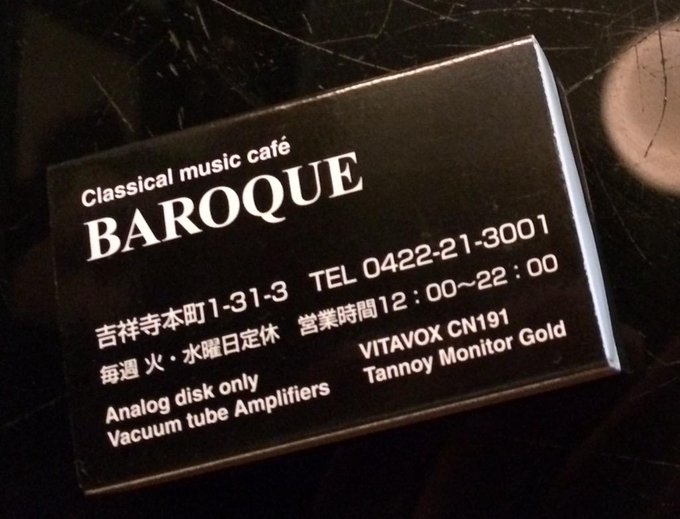 Classical music café
BAROQUE
吉祥寺本町1-31-3 TEL 0422-21-3001
毎週 火・水曜日定休 営業時間12:00〜22:00
Analog disk only VITAVOX CN191
Vacuum tube Amplifiers Tannoy Monitor Gold